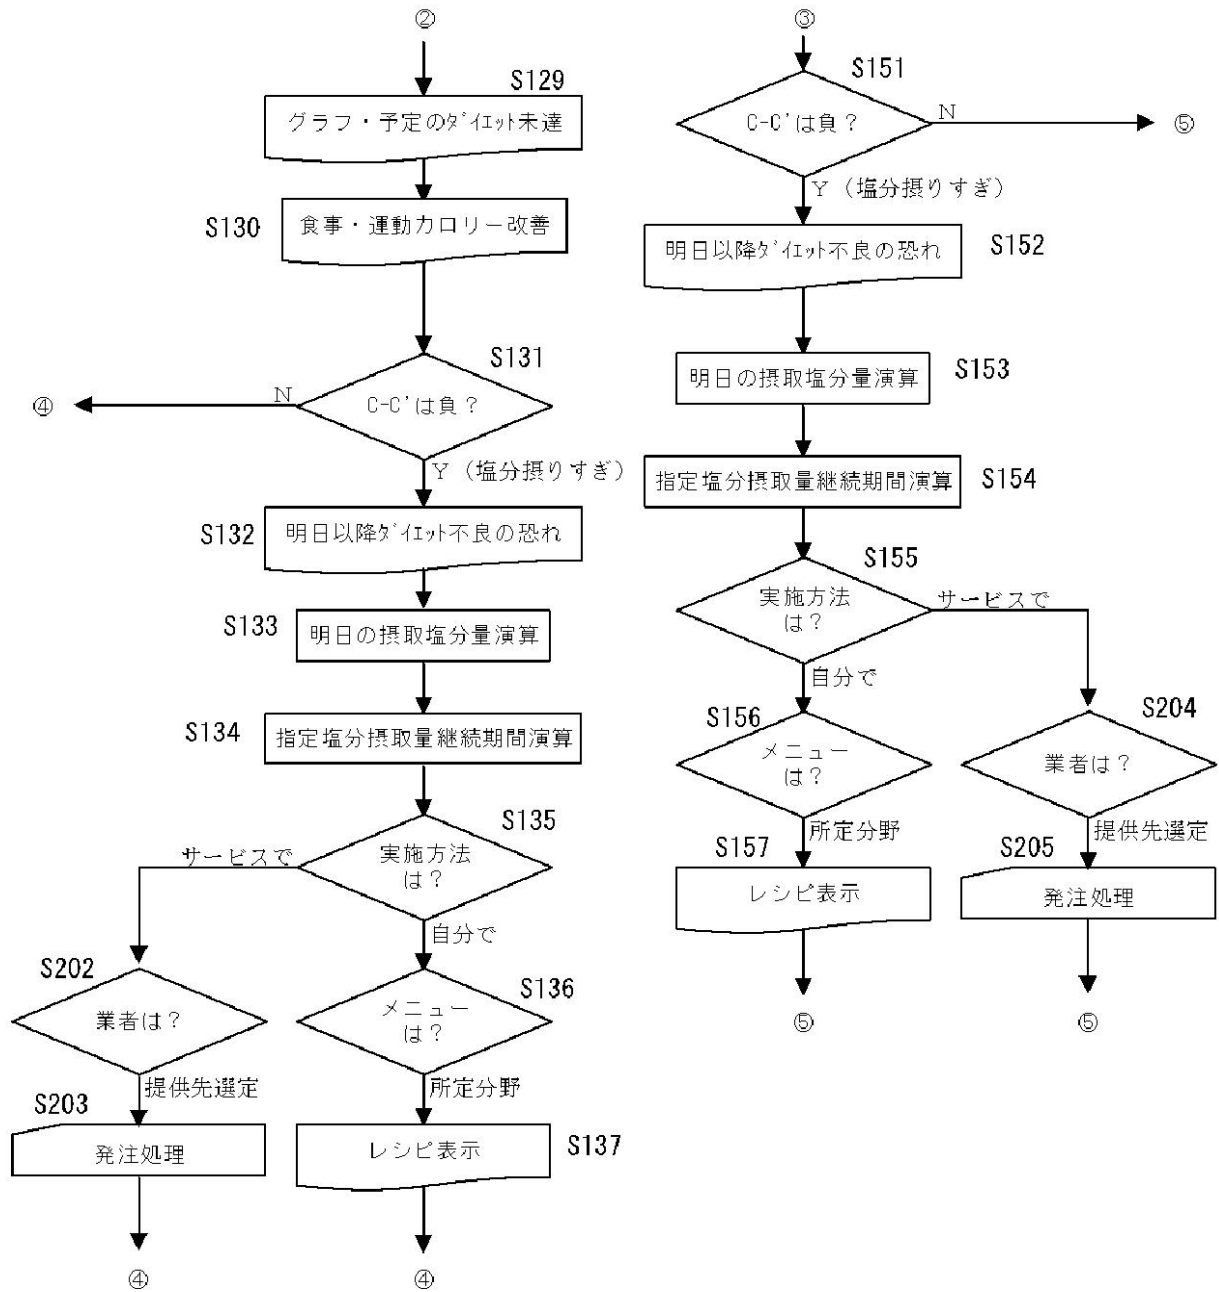 ②
S129
グラフ・予定のﾀﾞｲｴｯﾄ未達
S130
食事・運動カロリー改善
S131
C-C'は負？
N
④
Y（塩分摂りすぎ）
S132
明日以降ﾀﾞｲｴｯﾄ不良の恐れ
S133
明日の摂取塩分量演算
S134
指定塩分摂取量継続期間演算
S135
実施方法
は？
サービスで
自分で
S202
業者は？
提供先選定
S203
発注処理
④
S136
メニュー
は？
所定分野
S137
レシピ表示
④
③
S151
C-C'は負？
N
⑤
Y（塩分摂りすぎ）
S152
明日以降ﾀﾞｲｴｯﾄ不良の恐れ
S153
明日の摂取塩分量演算
S154
指定塩分摂取量継続期間演算
S155
実施方法
は？
サービスで
自分で
S156
メニュー
は？
所定分野
S157
レシピ表示
⑤
S204
業者は？
提供先選定
S205
発注処理
⑤